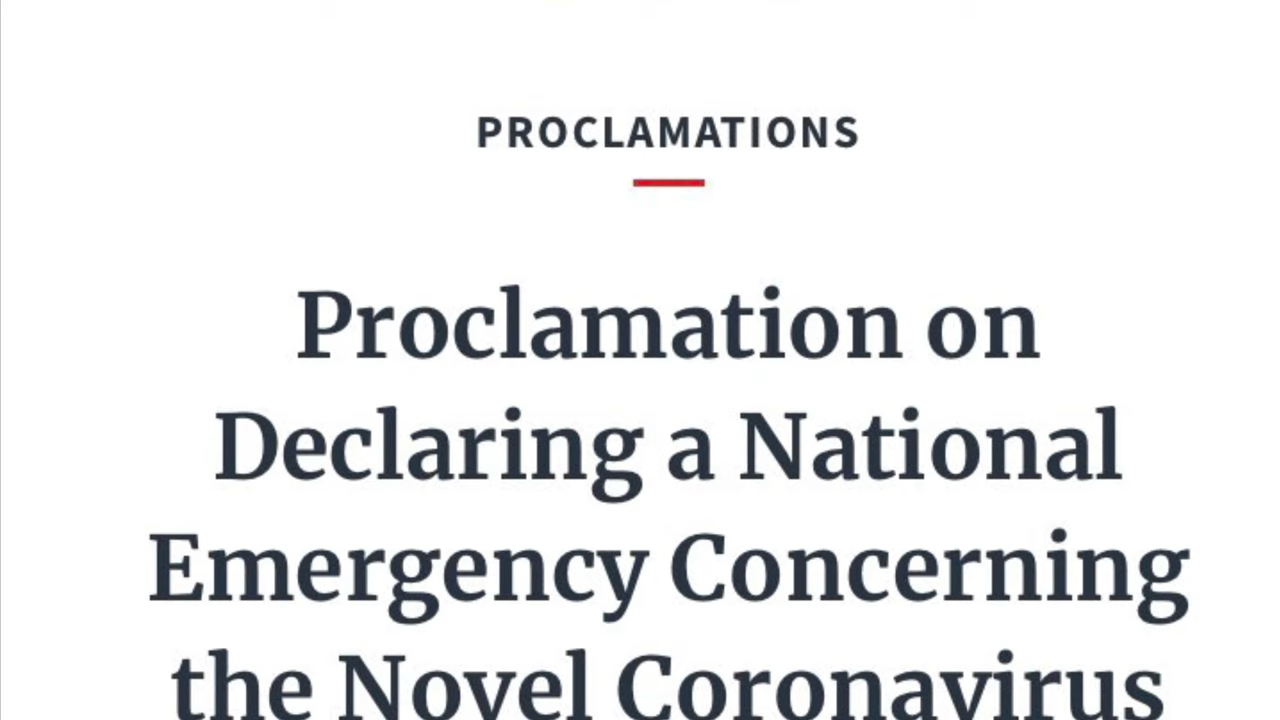 PROCLAMATIONS
Proclamation on
Declaring a National
Emergency Concerning
the Novel Coronavirus